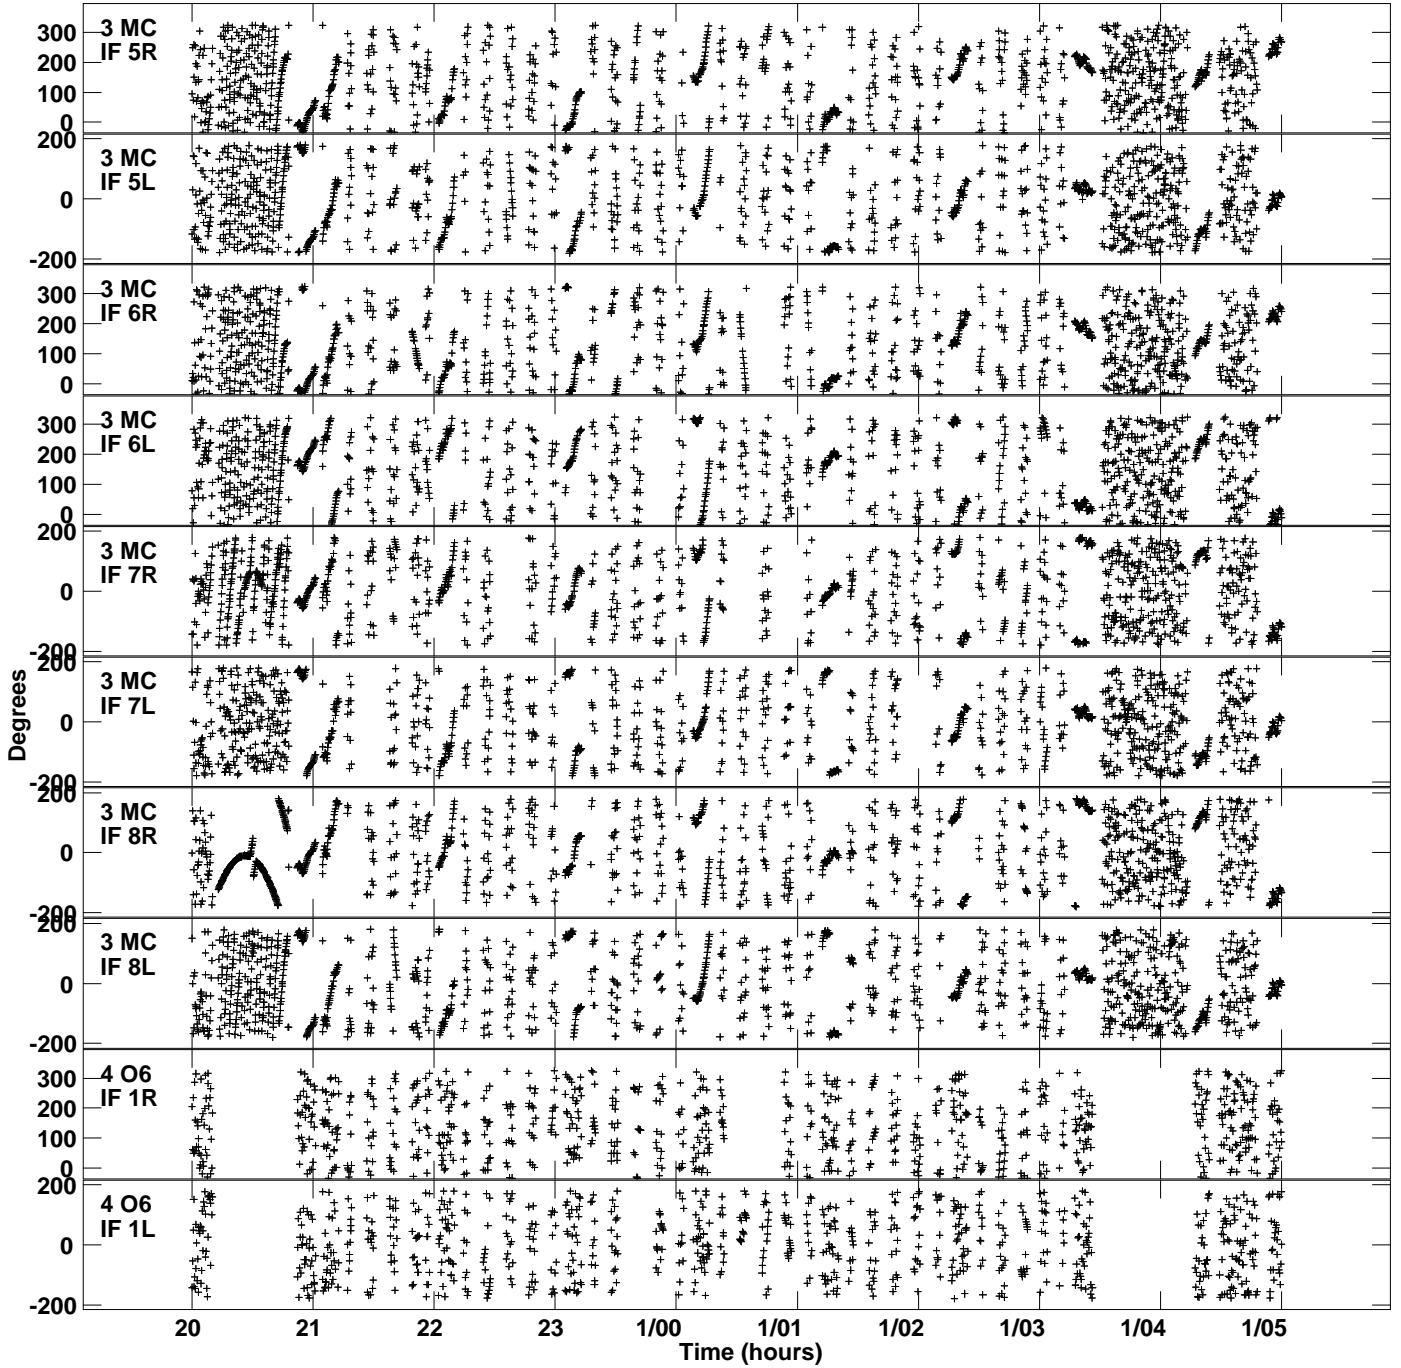 3 MC
IF 5R
300
200
100
0
3 MC
IF 5L
200
0
-200
3 MC
IF 6R
300
200
100
0
3 MC
IF 6L
300
200
100
0
3 MC
IF 7R
200
0
-200
3 MC
IF 7L
200
0
-200
3 MC
IF 8R
200
0
-200
3 MC
IF 8L
200
0
-200
4 O6
IF 1R
300
200
100
0
4 O6
IF 1L
200
0
-200
Degrees
20 21 22 23 1/00 1/01 1/02 1/03 1/04 1/05
Time (hours)